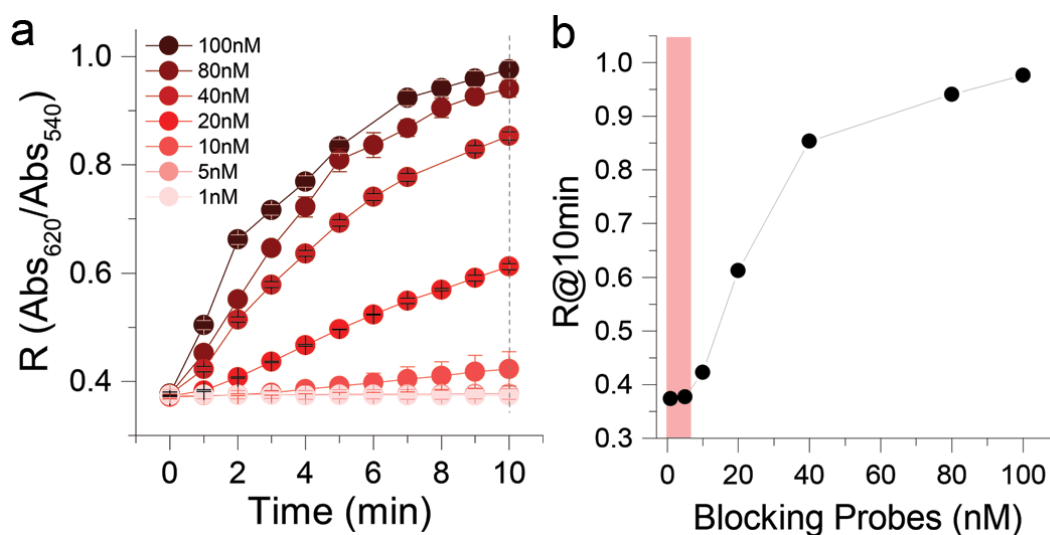 a
R (Abs620/Abs540)
1.0
0.8
0.6
0.4
100nM
80nM
40nM
20nM
10nM
5nM
1nM
0 2 4 6 8 10
Time (min)
b
R@10min
1.0
0.9
0.8
0.7
0.6
0.5
0.4
0.3
0 20 40 60 80 100
Blocking Probes (nM)